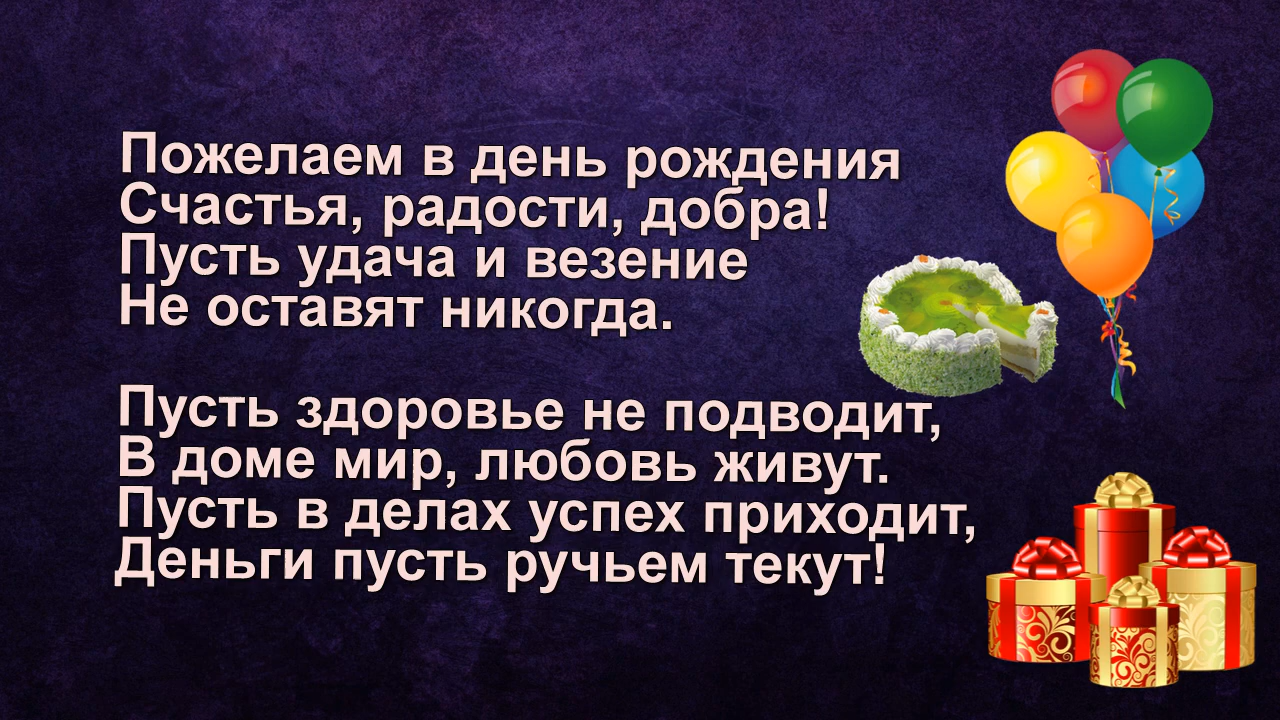 Пожелаем в день рождения
Счастья, радости, добра!
Пусть удача и везение
Не оставят никогда.
Пусть здоровье не подводит,
В доме мир, любовь живут.
Пусть в делах успех приходит,
Деньги пусть ручьем текут!